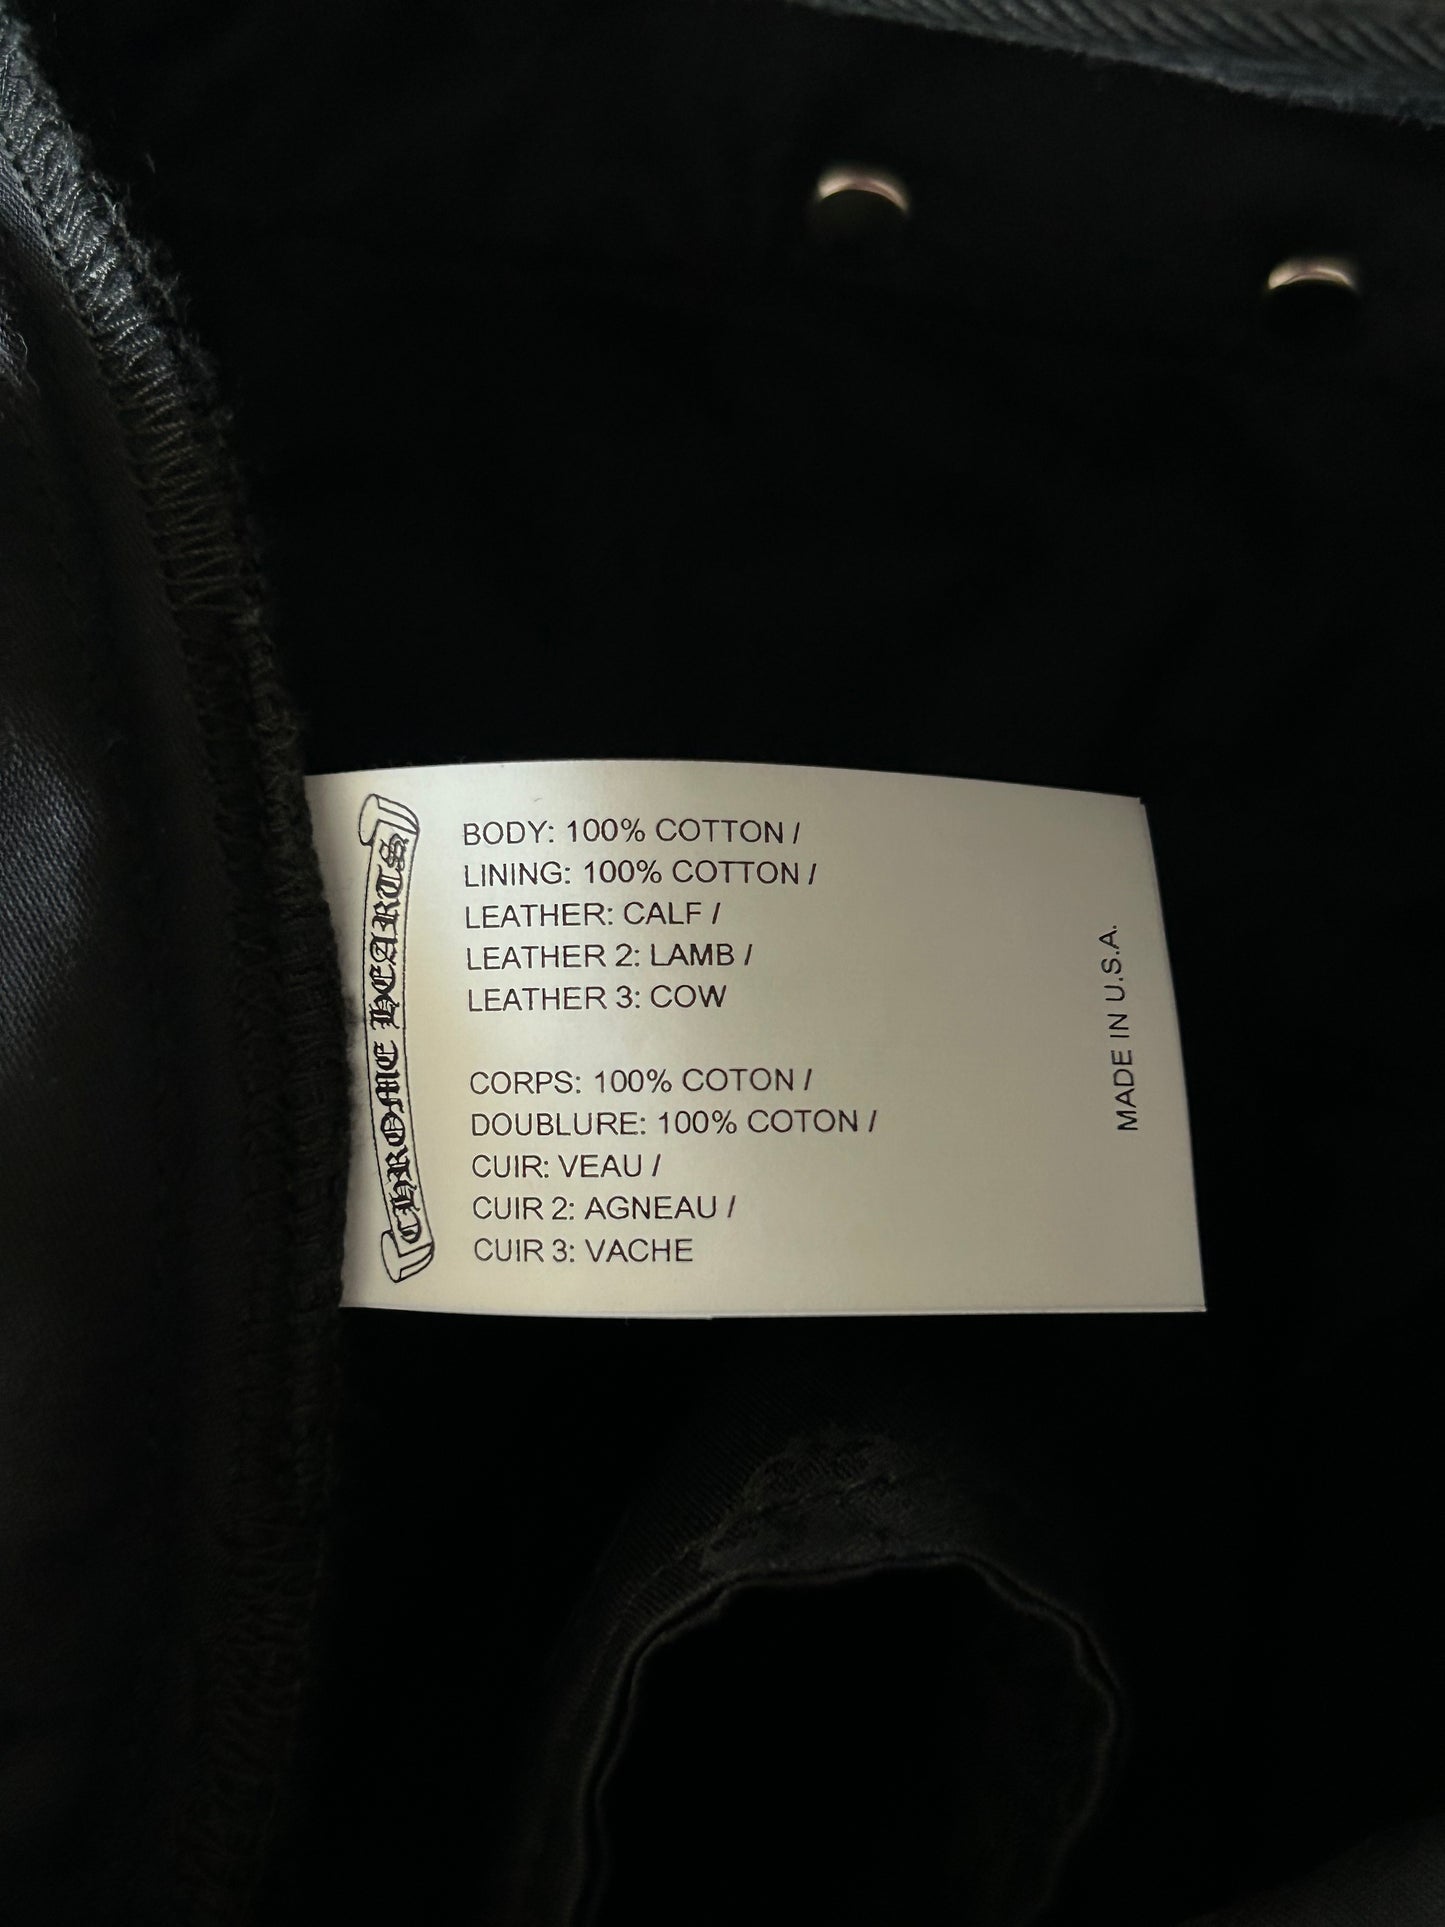 CHROME HEARTS
BODY: 100% COTTON /
LINING: 100% COTTON /
LEATHER: CALF /
LEATHER 2: LAMB /
LEATHER 3: COW
CORPS: 100% COTON /
DOUBLURE: 100% COTON /
CUIR: VEAU /
CUIR 2: AGNEAU /
CUIR 3: VACHE
MADE IN U.S.A.